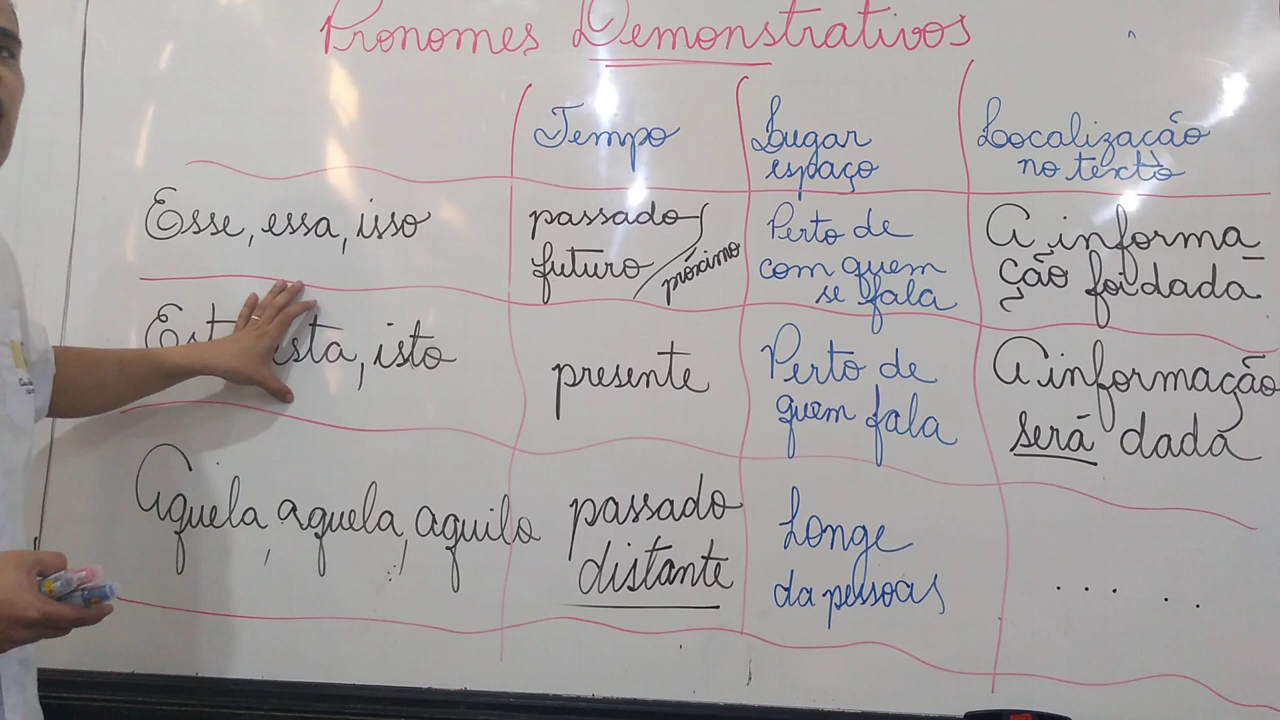 Pronomes Demonstrativos
Tempo
Lugar
espaço
Localização
no texto
Esse, essa, isso
passado
futuro
próximo
Perto de
com quem
se fala
A informa
ção foi dada
sta, isto
presente
Perto de
quem fala
A informação
será dada
Aquela, aquela, aquilo
passado
distante
Longe
da pessoas
.....